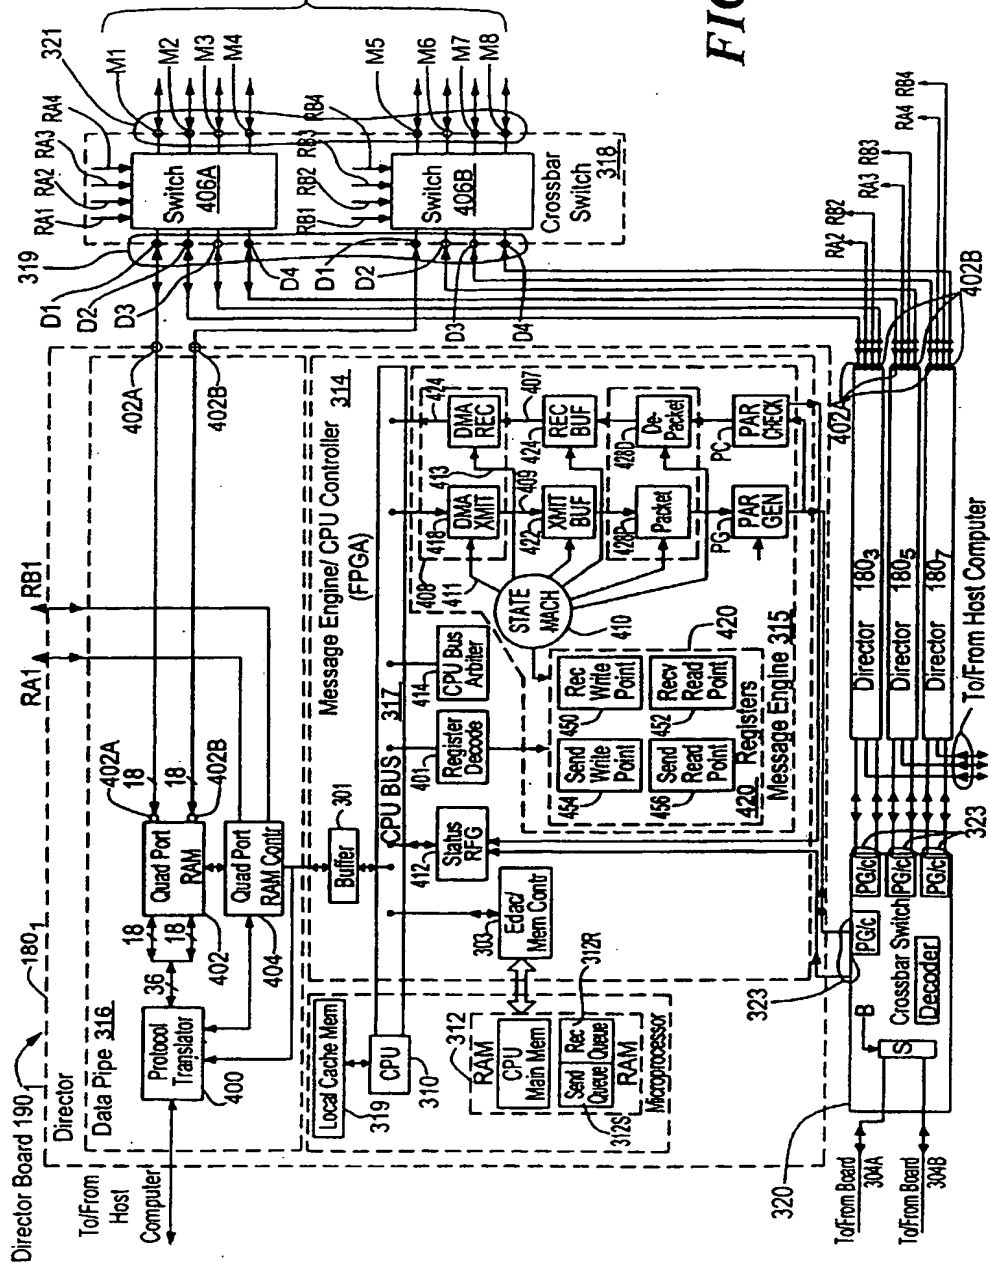 FIG
Director Board 190₁
180₁
RA1
RB1
Director
Data Pipe 316
To/From
Host
Computer
Protocol
Translator
400
36
18
18
Quad Port
RAM
402
Quad Port
RAM Contr
404
402A
18
18
402B
402A
402B
319
D1
D2
D3
D4
D1
D2
D3
D4
RA1
RA2
RA3
RA4
321
M1
M2
M3
M4
Switch
406A
RB1
RB2
RB3
RB4
M5
M6
M7
M8
Switch
406B
Crossbar
Switch
318
Message Engine/ CPU Controller
(FPGA)
314
Local Cache Mem
319
CPU
310
CPU BUS
317
Buffer
301
312
RAM
CPU
Main Mem
Send
Queue
Rec
Queue
RAM
312S
312R
Microprocessor
303
Edac/
Mem Contr
412
Status
RFG
401
Register
Decode
414
CPU Bus
Arbiter
408
418
DMA
XMIT
413
DMA
REC
424
411
409
407
422
XMIT
BUF
424
REC
BUF
428P
Packet
428D
De-
Packet
PG
PAR
GEN
PC
PAR
CHECK
STATE
MACH
410
420
454
Send
Write
Point
450
Rec
Write
Point
456
Send
Read
Point
452
Recv
Read
Point
420 Registers
Message Engine 315
402A
402B
RA2
RB2
RA3
RB3
RA4
RB4
Director 180₃
Director 180₅
Director 180₇
To/From Host Computer
323
323
PG/c
PG/c
PG/c
PG/c
B
S
Crossbar Switch
Decoder
320
To/From Board
304A
To/From Board
304B